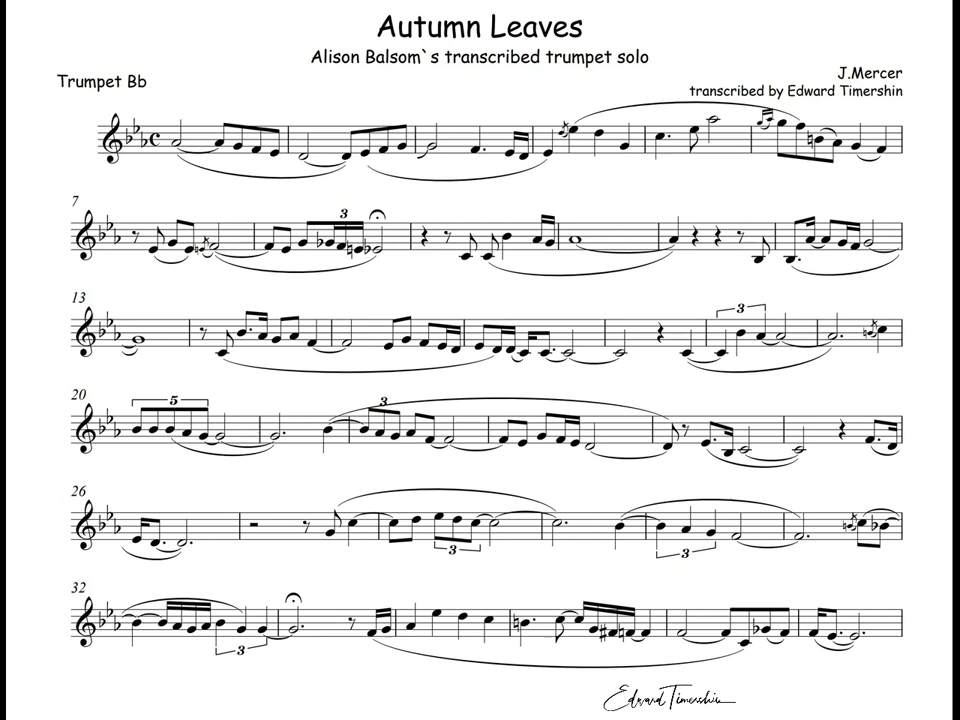 Autumn Leaves
Alison Balsom`s transcribed trumpet solo
Trumpet Bb
J.Mercer
transcribed by Edward Timershin
7
3
13
3
20
5
3
26
3
3
32
3
Edward Timershin